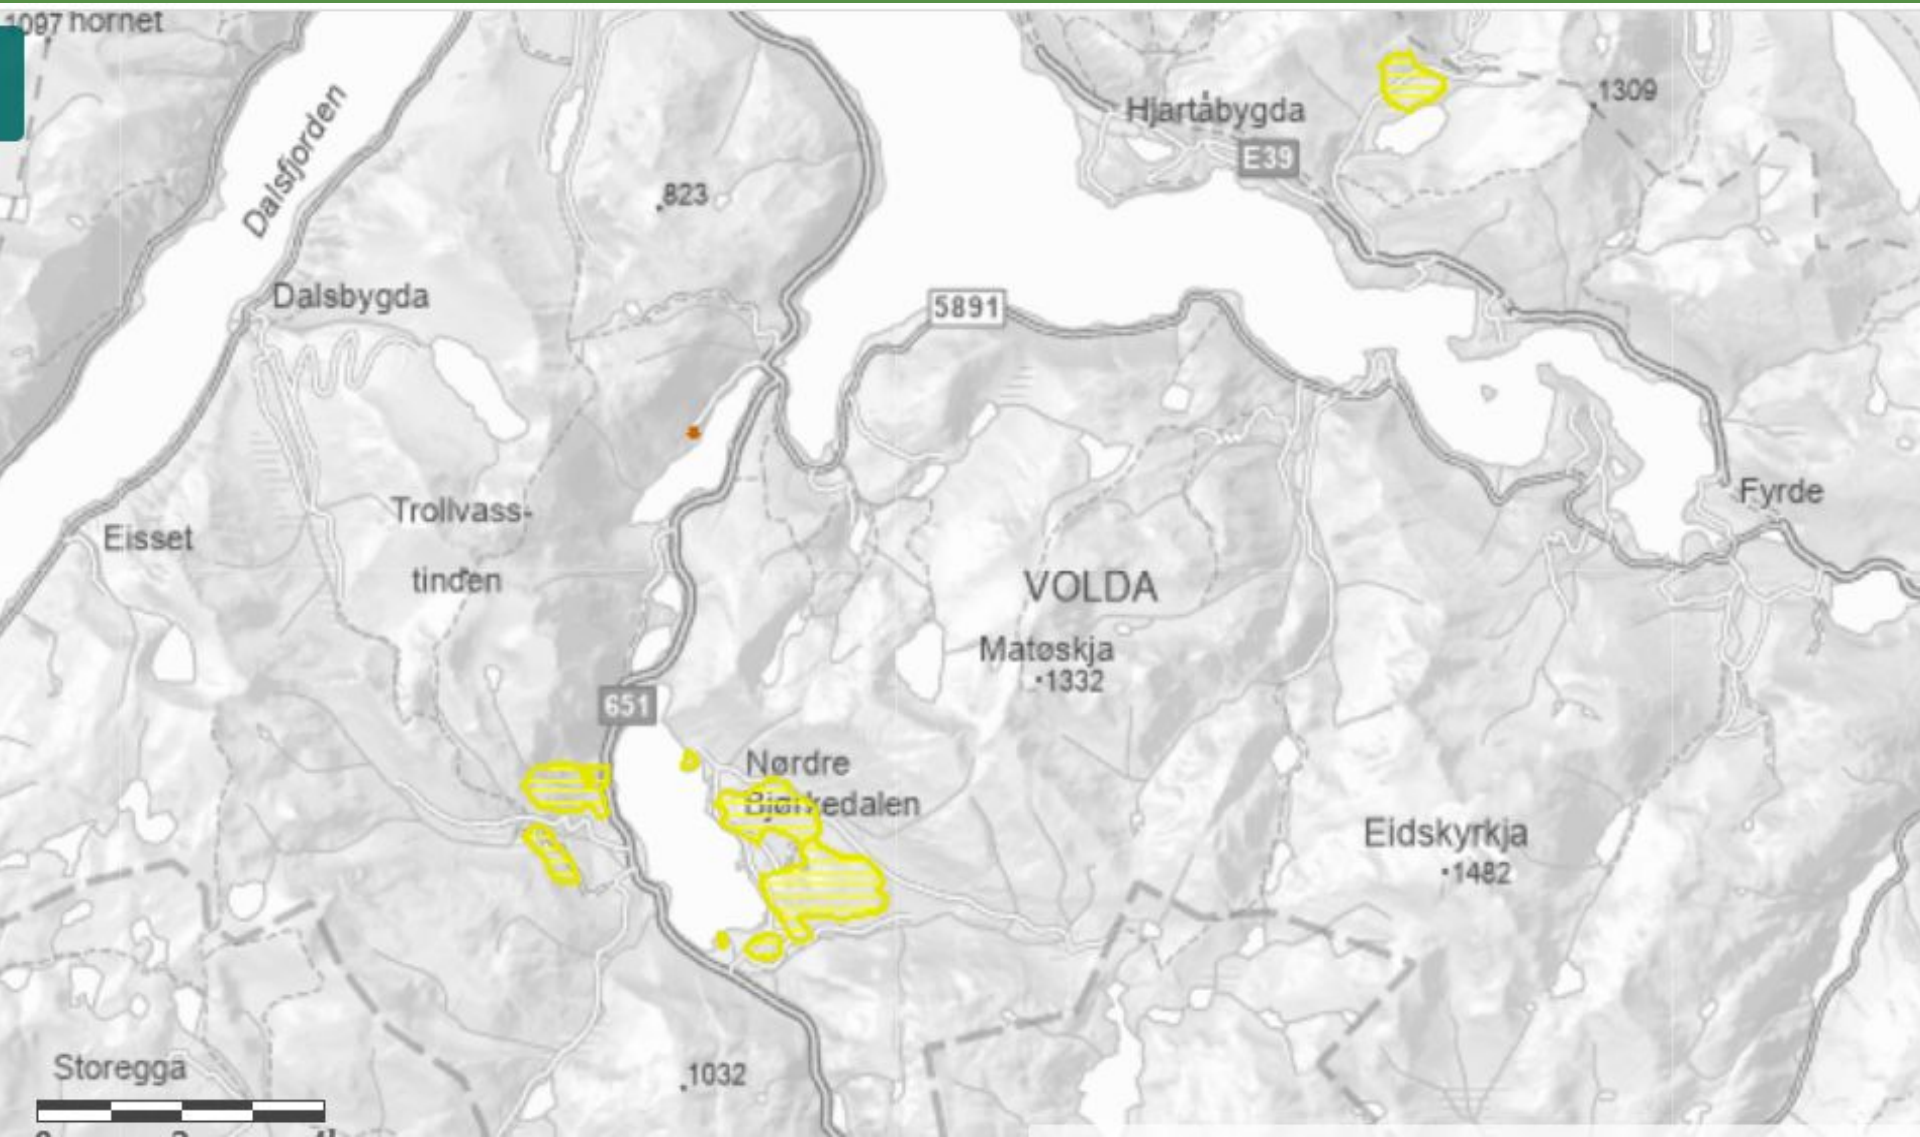 1097 hornet
Dalsfjorden
Hjartåbygda
E39
1309
823
Dalsbygda
5891
Fyrde
Trollvass-
tinden
Eisset
VOLDA
Matøskja
1332
651
Nørdre
Bjørkedalen
Eidskyrkja
1482
Storegga
1032